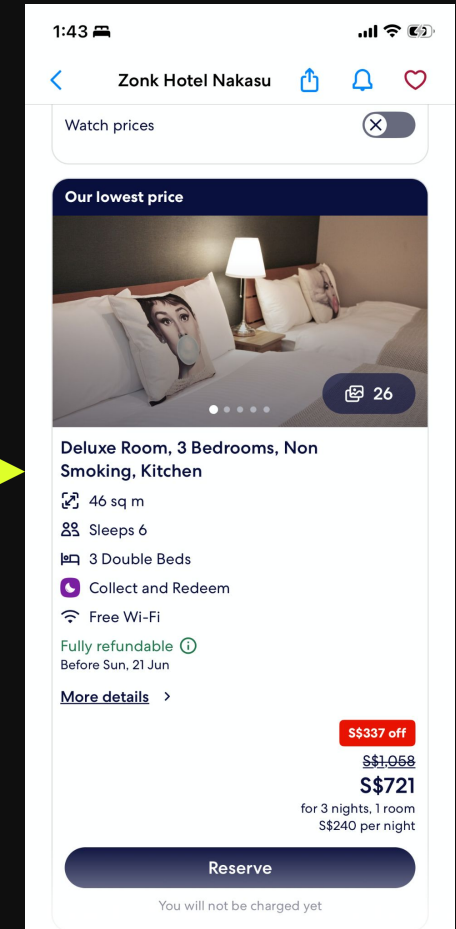 1:43
Zonk Hotel Nakasu
Watch prices
Our lowest price
26
Deluxe Room, 3 Bedrooms, Non
Smoking, Kitchen
46 sq m
Sleeps 6
3 Double Beds
Collect and Redeem
Free Wi-Fi
Fully refundable
Before Sun, 21 Jun
More details
S$337 off
S$1,058
S$721
for 3 nights, 1 room
S$240 per night
Reserve
You will not be charged yet